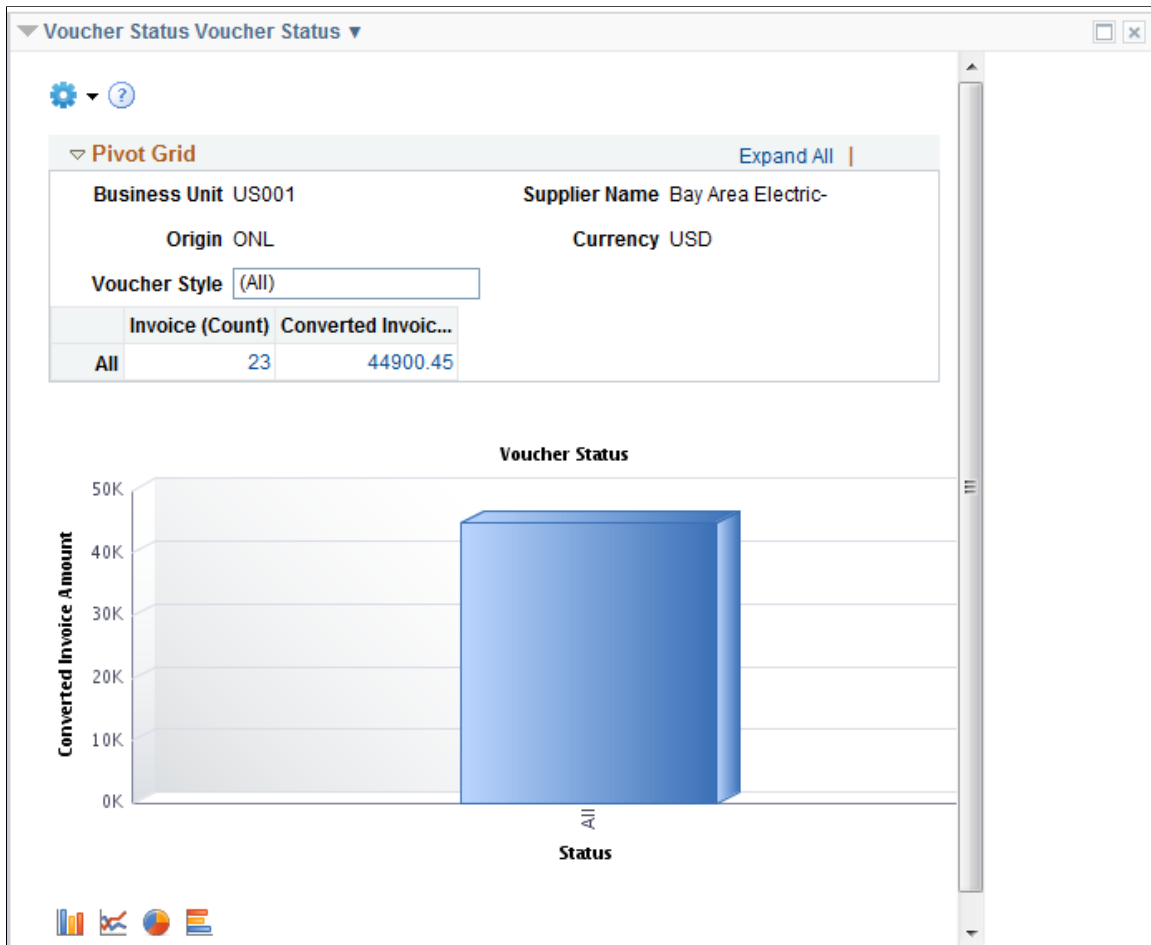 Voucher Status Voucher Status ▼
?
Pivot Grid Expand All |
Business Unit US001 Supplier Name Bay Area Electric-
Origin ONL Currency USD
Voucher Style (All)
Invoice (Count) Converted Invoic...
All 23 44900.45
Voucher Status
50K
40K
30K
20K
10K
0K
Converted Invoice Amount
All
Status